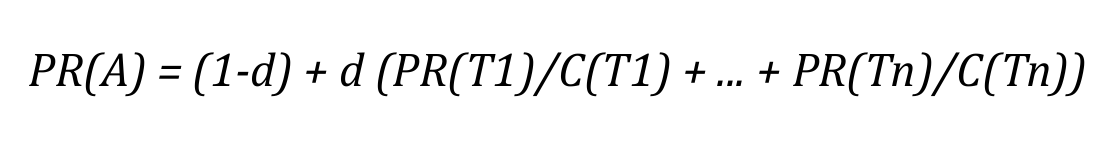 PR(A) = (1-d) + d (PR(T1)/C(T1) + ... + PR(Tn)/C(Tn))